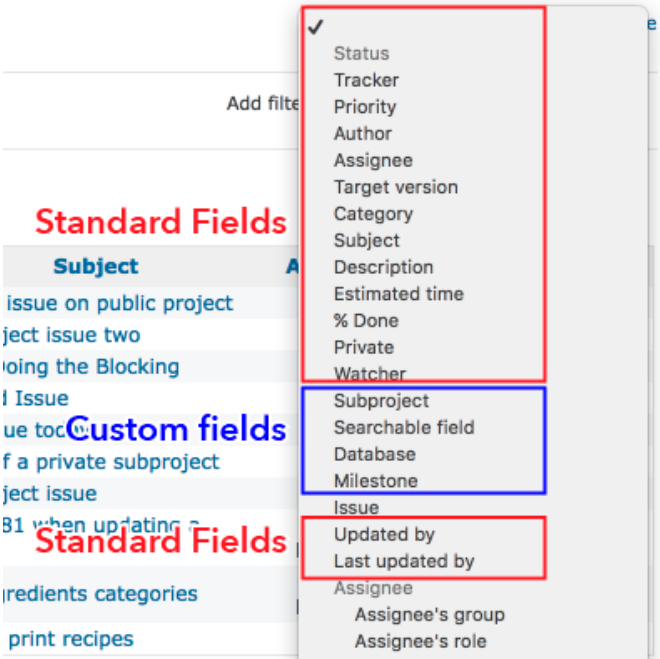 e
Status
Tracker
Add filte
Priority
Author
Assignee
Target version
Category
Standard Fields
Subject
Subject
A
Description
issue on public project
Estimated time
ject issue two
% Done
oing the Blocking
Private
Watcher
d Issue
Subproject
ue to
Custom fields
Searchable field
f a private subproject
Database
ject issue
Milestone
Issue
81 when updating a
Standard Fields
Updated by
Last updated by
redients categories
Assignee
Assignee's group
print recipes
Assignee's role